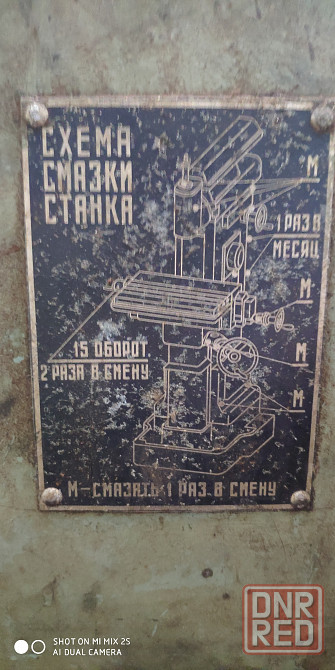 СХЕМА
СМАЗКИ
СТАНКА
М
1 РАЗ В
МЕСЯЦ
М
15 ОБОРОТ
2 РАЗА В СМЕНУ
М
М
М-СМАЗАТЬ 1 РАЗ. В СМЕНУ
SHOT ON MI MIX 2S
AI DUAL CAMERA
DNR
RED